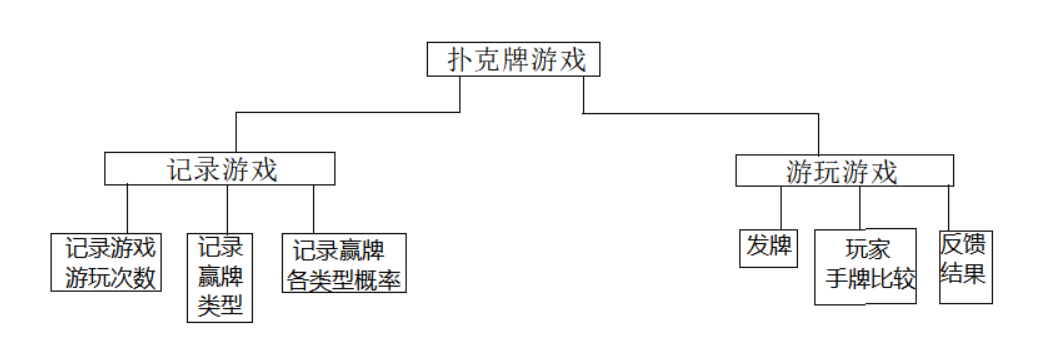 扑克牌游戏
记录游戏
游玩游戏
记录游戏
游玩次数
记录
赢牌
类型
记录赢牌
各类型概率
发牌
玩家
手牌比较
反馈
结果